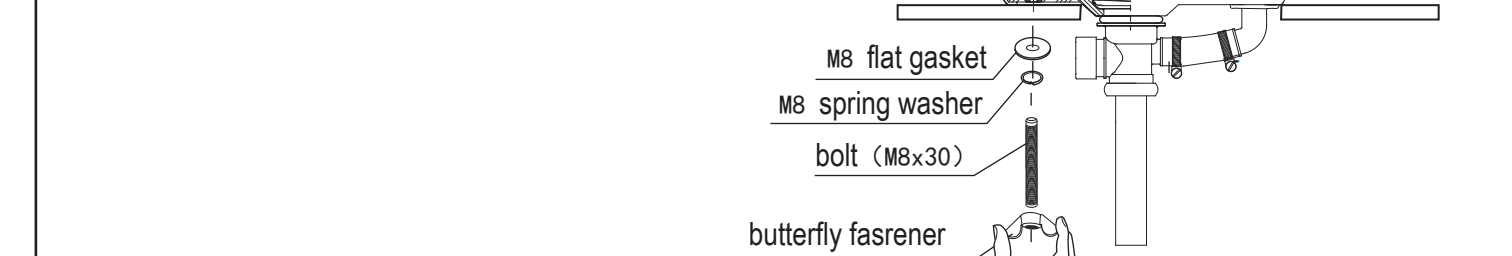 M8 flat gasket
M8 spring washer
bolt（M8x30）
butterfly fasrener